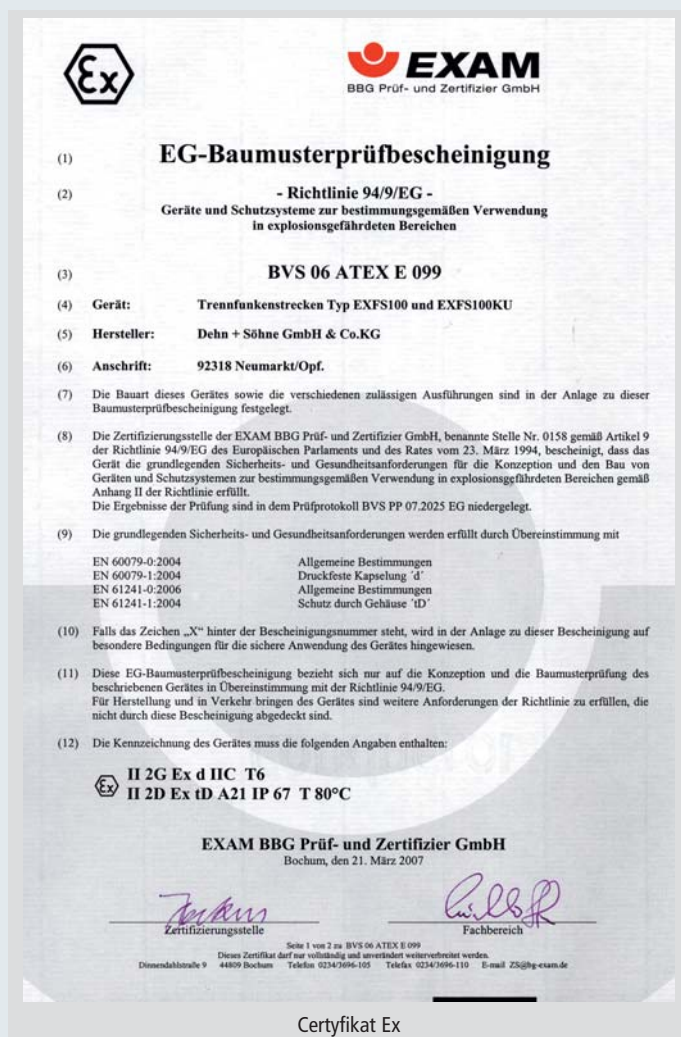 Ex
EXAM
BBG Prüf- und Zertifizier GmbH
(1) EG-Baumusterprüfbescheinigung
(2) - Richtlinie 94/9/EG -
Geräte und Schutzsysteme zur bestimmungsgemäßen Verwendung
in explosionsgefährdeten Bereichen
(3) BVS 06 ATEX E 099
(4) Gerät: Trennfunkenstrecken Typ EXFS100 und EXFS100KU
(5) Hersteller: Dehn + Söhne GmbH & Co.KG
(6) Anschrift: 92318 Neumarkt/Opf.
(7) Die Bauart dieses Gerätes sowie die verschiedenen zulässigen Ausführungen sind in der Anlage zu dieser
Baumusterprüfbescheinigung festgelegt.
(8) Die Zertifizierungsstelle der EXAM BBG Prüf- und Zertifizier GmbH, benannte Stelle Nr. 0158 gemäß Artikel 9
der Richtlinie 94/9/EG des Europäischen Parlaments und des Rates vom 23. März 1994, bescheinigt, dass das
Gerät die grundlegenden Sicherheits- und Gesundheitsanforderungen für die Konzeption und den Bau von
Geräten und Schutzsystemen zur bestimmungsgemäßen Verwendung in explosionsgefährdeten Bereichen gemäß
Anhang II der Richtlinie erfüllt.
Die Ergebnisse der Prüfung sind in dem Prüfprotokoll BVS PP 07.2025 EG niedergelegt.
(9) Die grundlegenden Sicherheits- und Gesundheitsanforderungen werden erfüllt durch Übereinstimmung mit
EN 60079-0:2004 Allgemeine Bestimmungen
EN 60079-1:2004 Druckfeste Kapselung ´d´
EN 61241-0:2006 Allgemeine Bestimmungen
EN 61241-1:2004 Schutz durch Gehäuse ´tD´
(10) Falls das Zeichen „X“ hinter der Bescheinigungsnummer steht, wird in der Anlage zu dieser Bescheinigung auf
besondere Bedingungen für die sichere Anwendung des Gerätes hingewiesen.
(11) Diese EG-Baumusterprüfbescheinigung bezieht sich nur auf die Konzeption und die Baumusterprüfung des
beschriebenen Gerätes in Übereinstimmung mit der Richtlinie 94/9/EG.
Für Herstellung und in Verkehr bringen des Gerätes sind weitere Anforderungen der Richtlinie zu erfüllen, die
nicht durch diese Bescheinigung abgedeckt sind.
(12) Die Kennzeichnung des Gerätes muss die folgenden Angaben enthalten:
Ex II 2G Ex d IIC T6
II 2D Ex tD A21 IP 67 T 80°C
EXAM BBG Prüf- und Zertifizier GmbH
Bochum, den 21. März 2007
Zertifizierungsstelle Fachbereich
Seite 1 von 2 zu BVS 06 ATEX E 099
Dieses Zertifikat darf nur vollständig und unverändert weiterverbreitet werden.
Dinnendahlstraße 9 44809 Bochum Telefon 0234/3696-105 Telefax 0234/3696-110 E-mail ZS@bg-exam.de
Certyfikat Ex